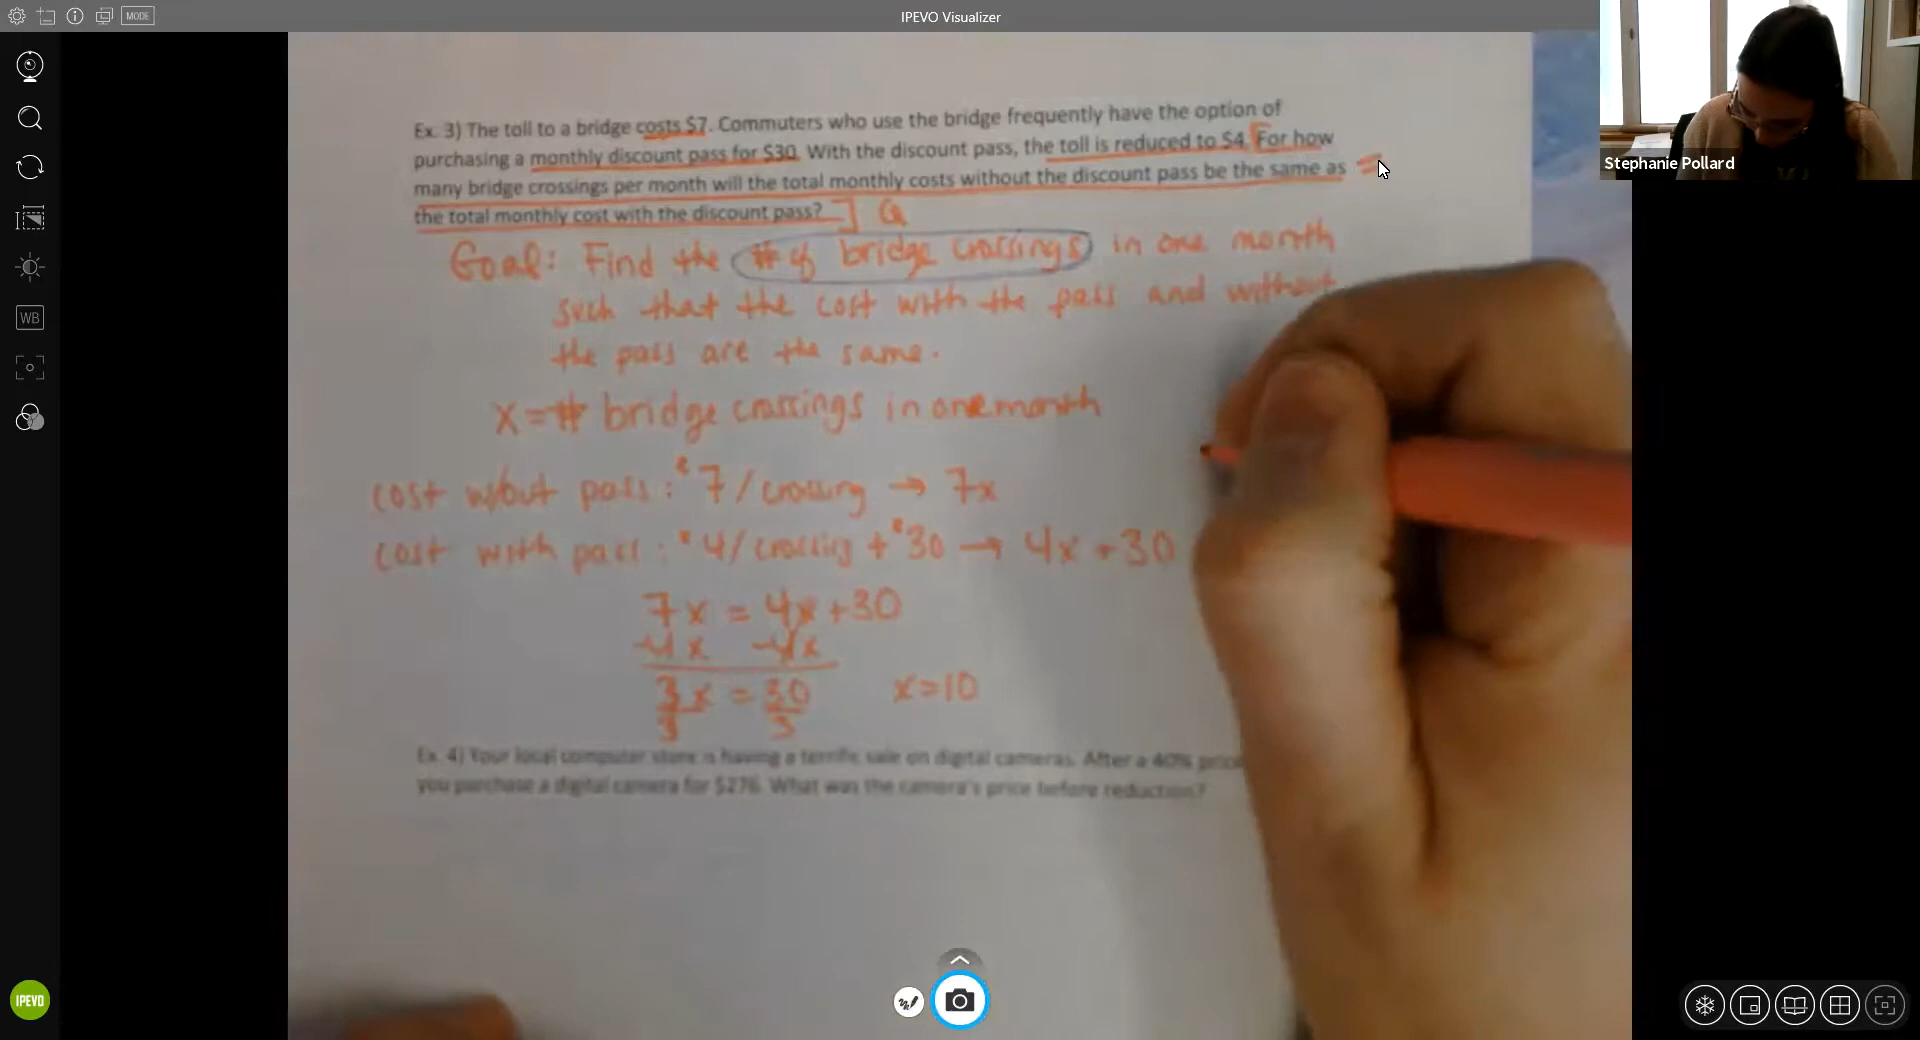 MODE
IPEVO Visualizer
Stephanie Pollard
WB
Ex. 3) The toll to a bridge costs $7. Commuters who use the bridge frequently have the option of
purchasing a monthly discount pass for $30. With the discount pass, the toll is reduced to $4. For how
many bridge crossings per month will the total monthly costs without the discount pass be the same as =
the total monthly cost with the discount pass? ] Q
Goal: Find the # of bridge crossings in one month
such that the cost with the pass and without
the pass are the same.
X = # bridge crossings in one month
cost w/out pass: $7/crossing → 7x
cost with pass: $4/crossing + $30 → 4x + 30
7x = 4x + 30
-4x -4x
3x = 30 x = 10
3 3
Ex. 4) Your local computer store is having a terrific sale on digital cameras. After a 40% price
you purchase a digital camera for $276. What was the camera's price before reduction?
IPEVO